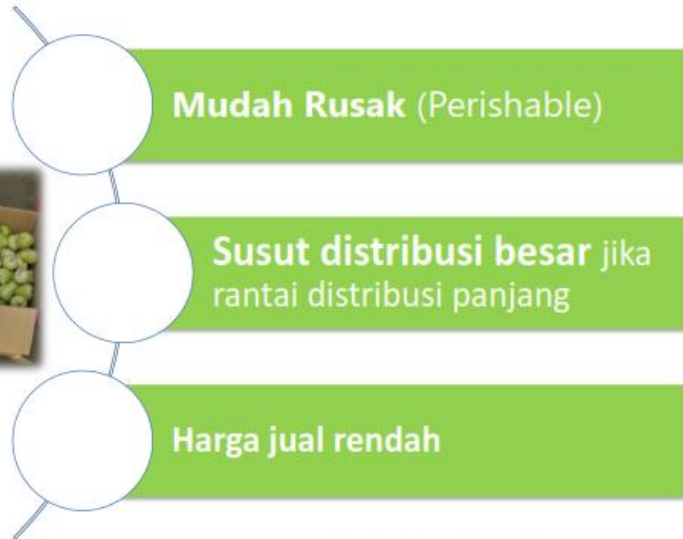 Mudah Rusak (Perishable)
Susut distribusi besar jika
rantai distribusi panjang
Harga jual rendah